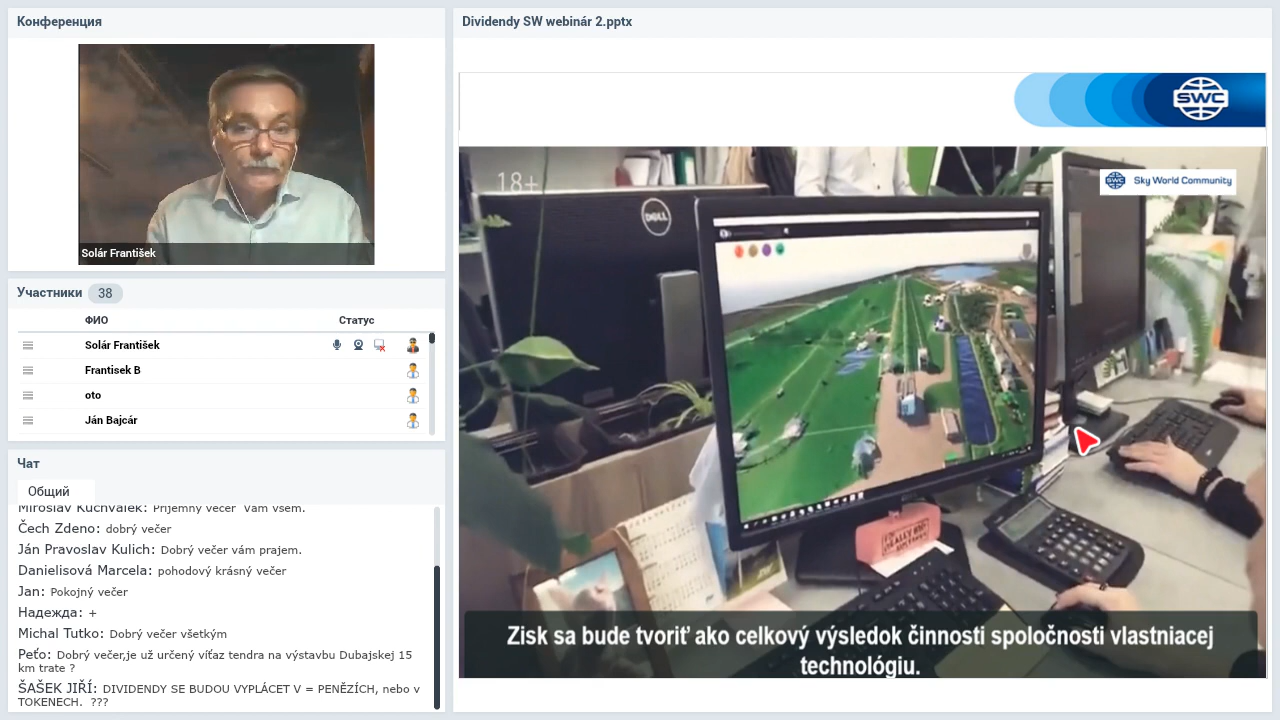 Конференция
Solár František
Участники 38
ФИО Статус
Solár František
Frantisek B
oto
Ján Bajcár
Чат
Общий
Miroslav Kuchválek: Príjemný večer Vám všem.
Čech Zdeno: dobrý večer
Ján Pravoslav Kulich: Dobrý večer vám prajem.
Danielisová Marcela: pohodový krásný večer
Jan: Pokojný večer
Надежда: +
Michal Tutko: Dobrý večer všetkým
Peťo: Dobrý večer,je už určený víťaz tendra na výstavbu Dubajskej 15
km trate ?
ŠAŠEK JIŘÍ: DIVIDENDY SE BUDOU VYPLÁCET V = PENĚZÍCH, nebo v
TOKENECH. ???
Dividendy SW webinár 2.pptx
SWC
18+
SWC Sky World Community
DELL
Zisk sa bude tvoriť ako celkový výsledok činnosti spoločnosti vlastniacej
technológiu.